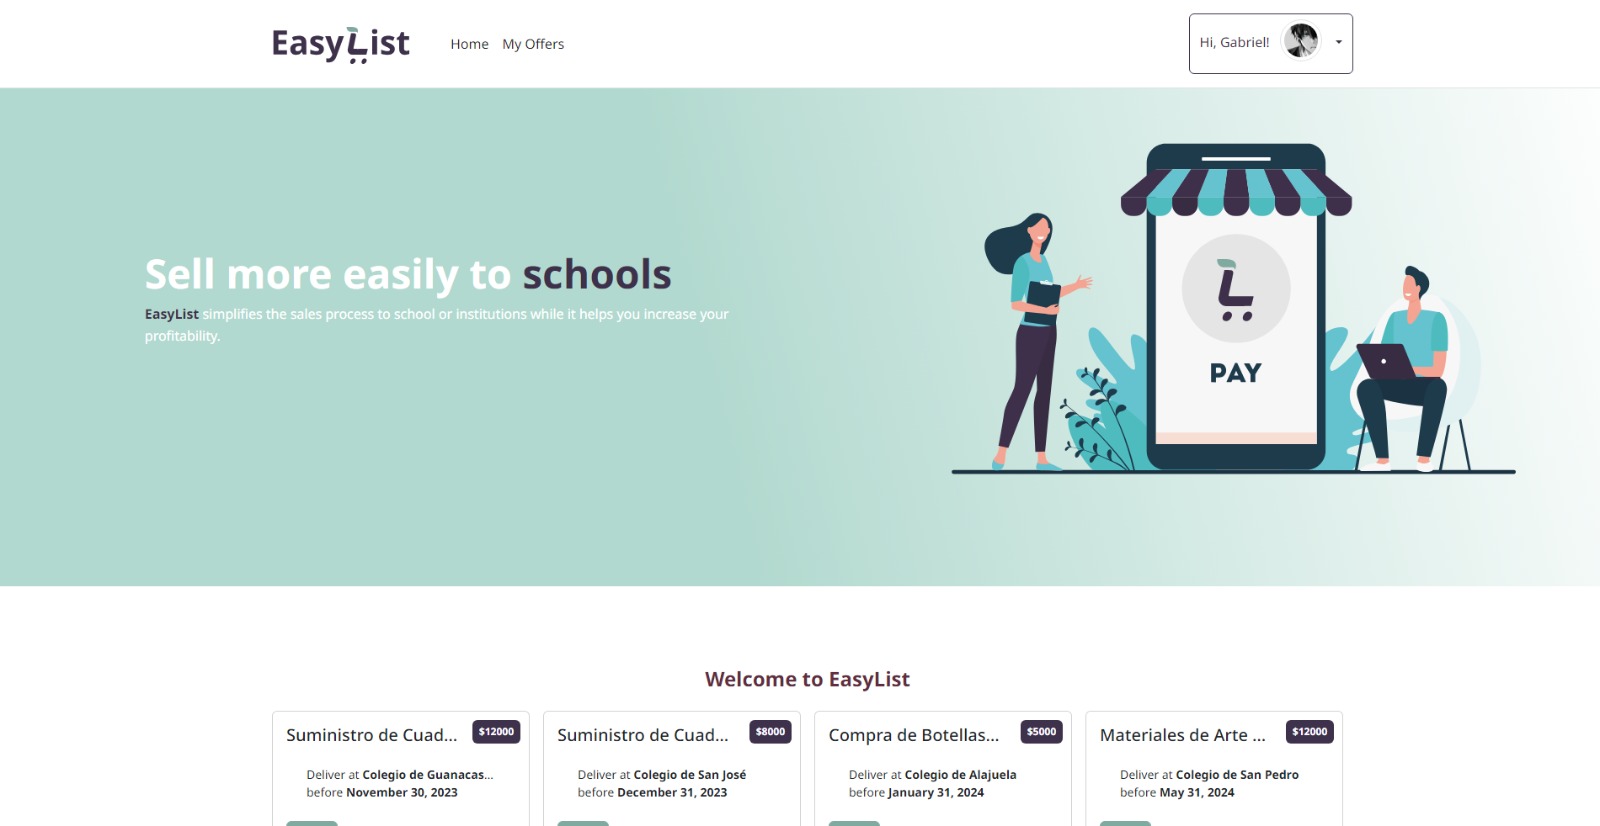 EasyList
Home
My Offers
Hi, Gabriel!
Sell more easily to schools
EasyList simplifies the sales process to school or institutions while it helps you increase your
profitability.
PAY
Welcome to EasyList
Suministro de Cuad...
$12000
Deliver at Colegio de Guanacas...
before November 30, 2023
Suministro de Cuad...
$8000
Deliver at Colegio de San José
before December 31, 2023
Compra de Botellas...
$5000
Deliver at Colegio de Alajuela
before January 31, 2024
Materiales de Arte ...
$12000
Deliver at Colegio de San Pedro
before May 31, 2024